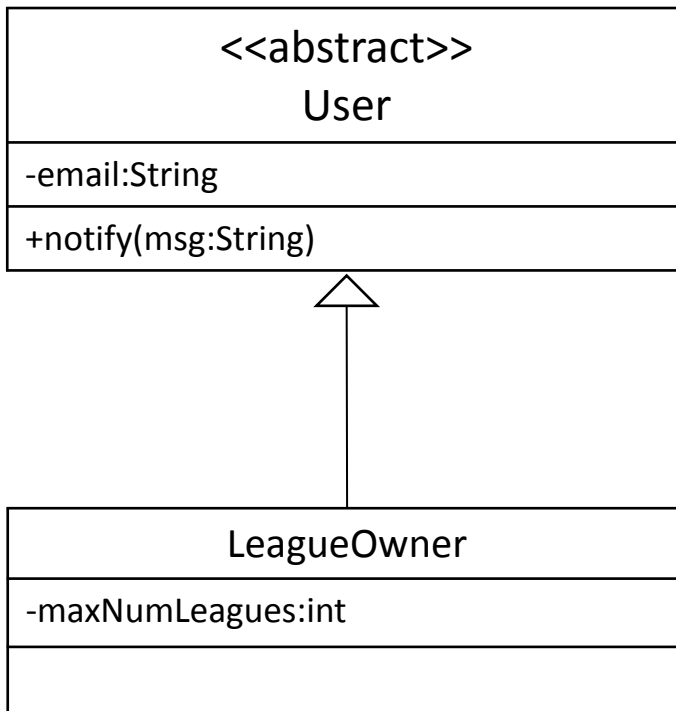 <<abstract>>
User
-email:String
+notify(msg:String)
LeagueOwner
-maxNumLeagues:int